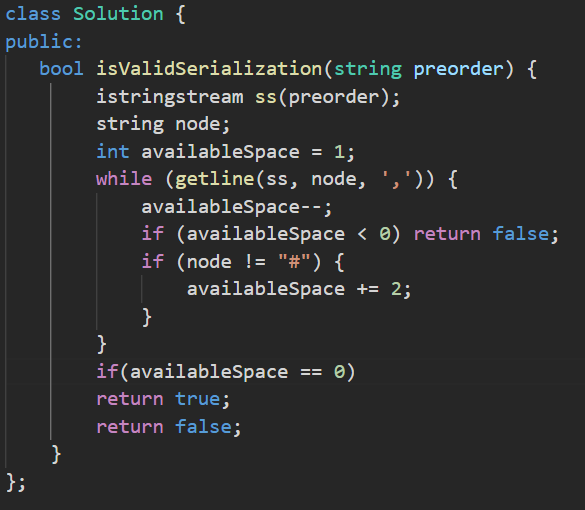 class Solution {
public:
   bool isValidSerialization(string preorder) {
        istringstream ss(preorder);
        string node;
        int availableSpace = 1;
        while (getline(ss, node, ',')) {
            availableSpace--;
            if (availableSpace < 0) return false;
            if (node != "#") {
                availableSpace += 2;
            }
        }
        if(availableSpace == 0)
        return true;
        return false;
    }
};